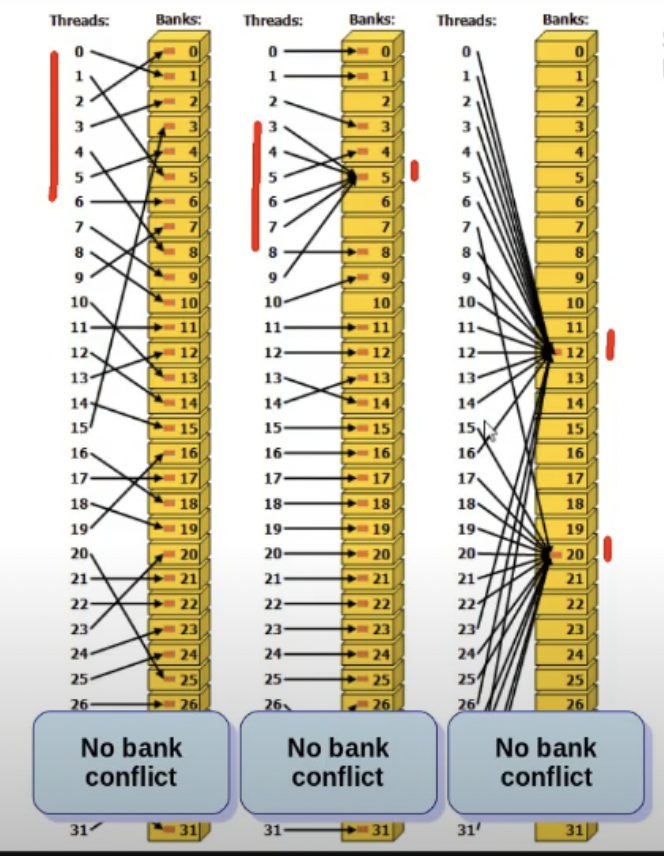 Threads: Banks: Threads: Banks: Threads: Banks:
0 0 0 0 0 0
1 1 1 1 1 1
2 2 2 2 2 2
3 3 3 3 3 3
4 4 4 4 4 4
5 5 5 5 5 5
6 6 6 6 6 6
7 7 7 7 7 7
8 8 8 8 8 8
9 9 9 9 9 9
10 10 10 10 10 10
11 11 11 11 11 11
12 12 12 12 12 12
13 13 13 13 13 13
14 14 14 14 14 14
15 15 15 15 15 15
16 16 16 16 16 16
17 17 17 17 17 17
18 18 18 18 18 18
19 19 19 19 19 19
20 20 20 20 20 20
21 21 21 21 21 21
22 22 22 22 22 22
23 23 23 23 23 23
24 24 24 24 24 24
25 25 25 25 25 25
26 26 26 26 26 26
No bank No bank No bank
conflict conflict conflict
31 31 31 31 31 31